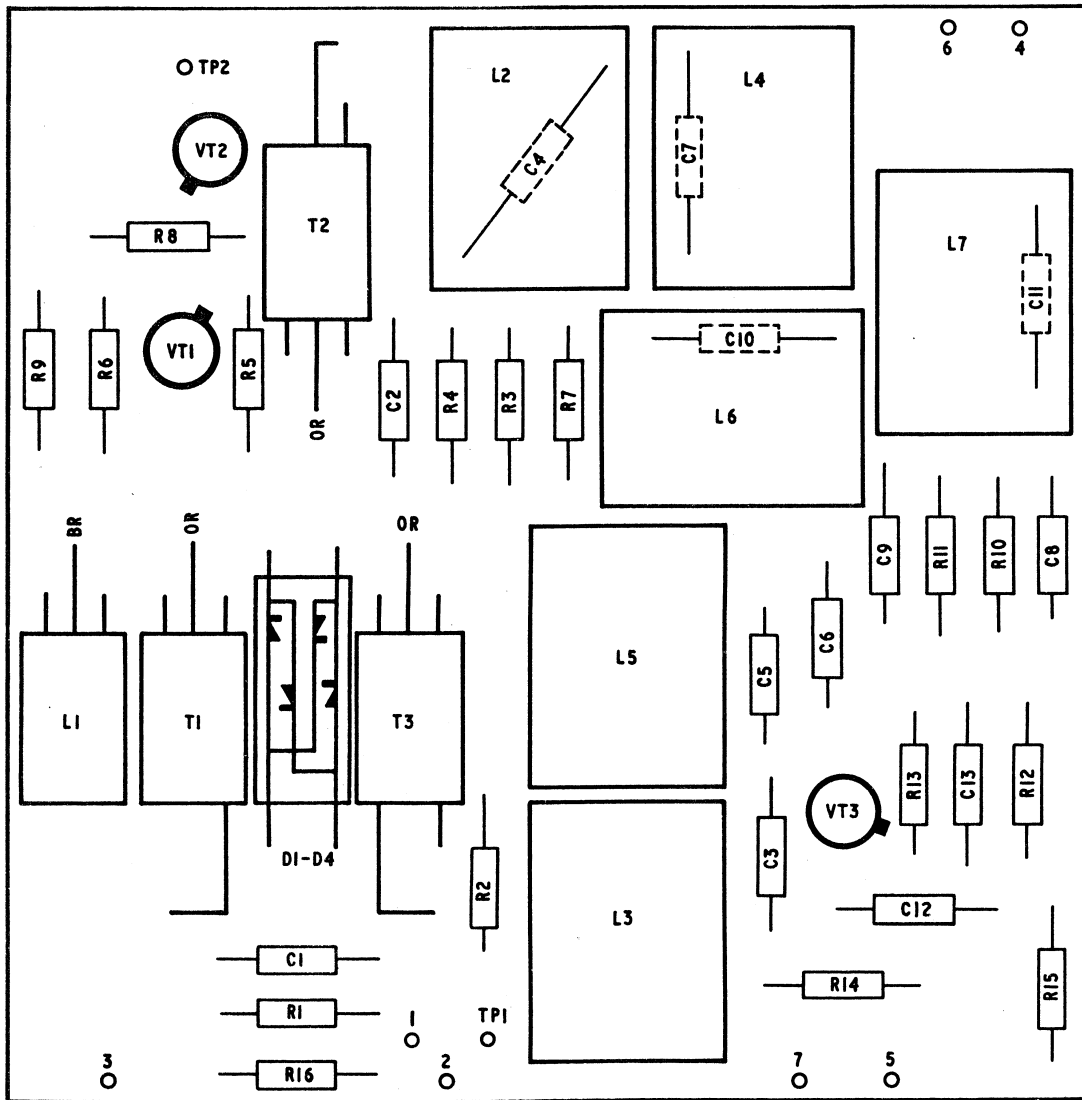 6
4
TP2
L2
L4
VT2
C4
C7
R8
T2
L7
C11
VT1
C10
R9
R6
R5
C2
R4
R3
R7
L6
OR
BR
OR
OR
C9
R11
R10
C8
C6
L5
C5
L1
T1
T3
R13
C13
R12
VT3
D1-D4
C3
R2
C12
L3
C1
R14
R15
R1
1
TP1
3
R16
2
7
5